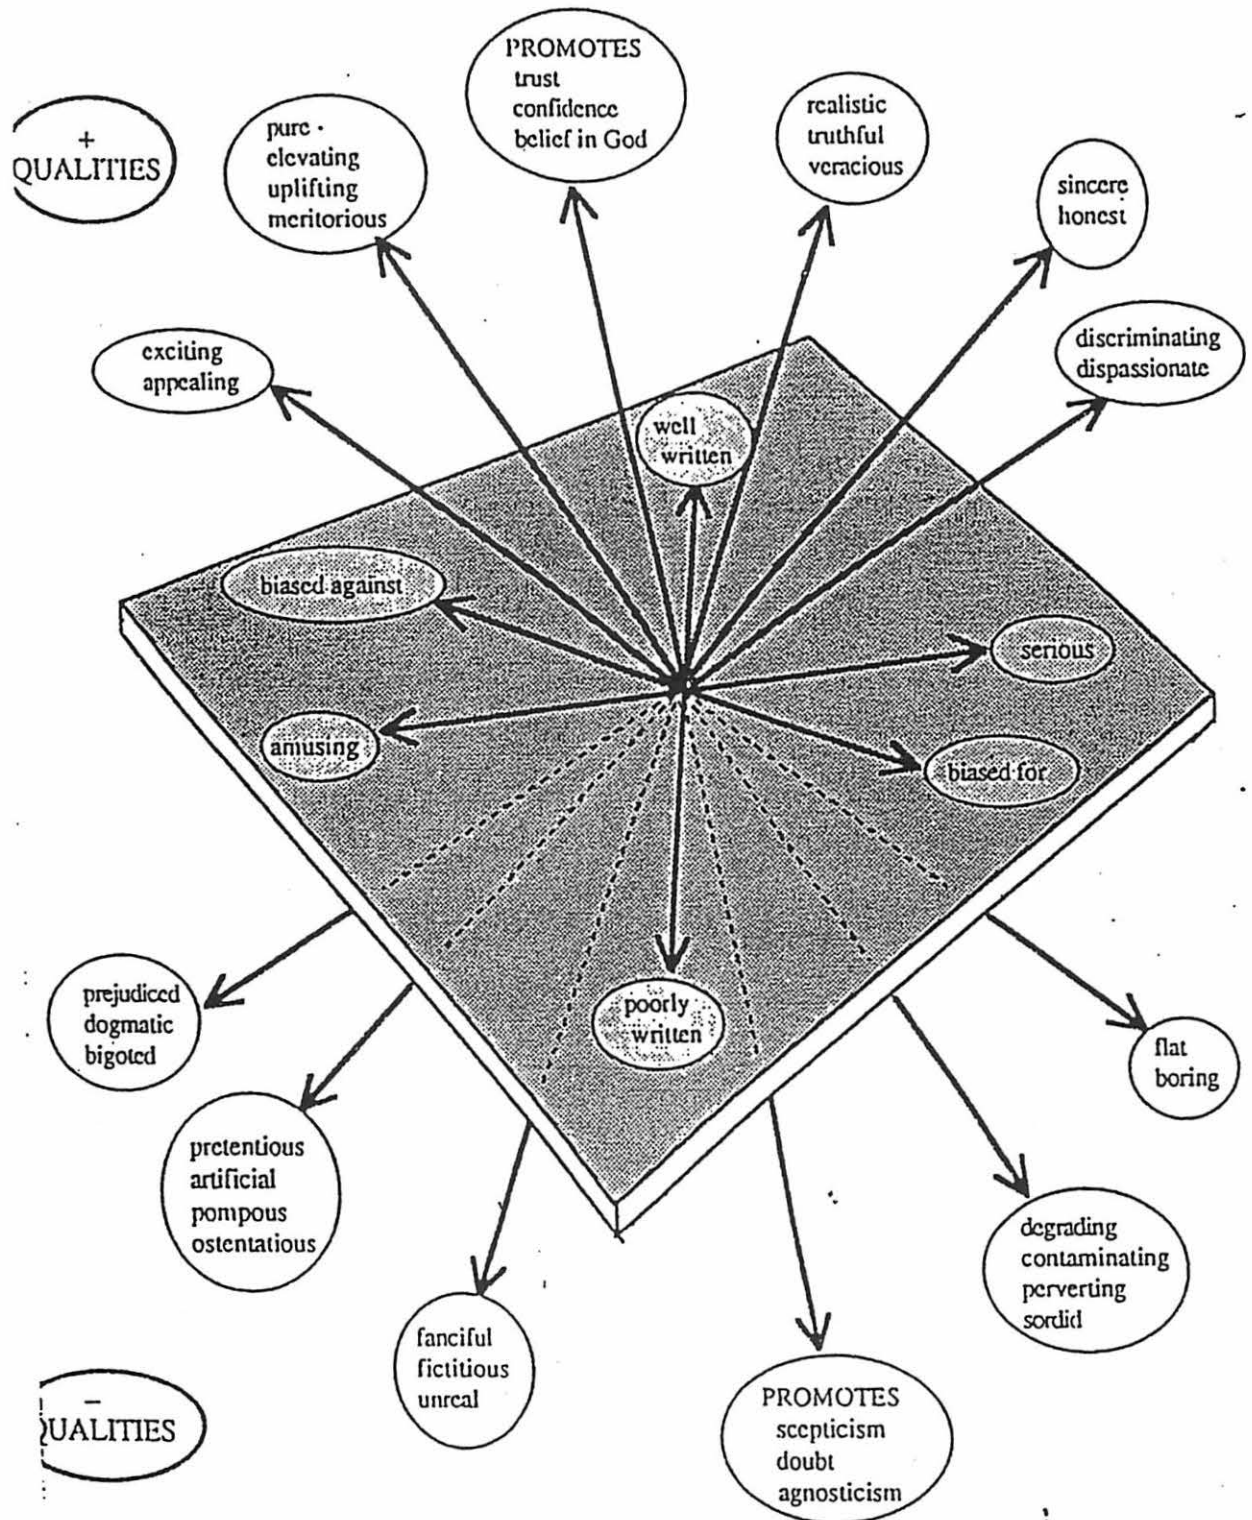 PROMOTES
trust
confidence
belief in God
+
QUALITIES
pure
elevating
uplifting
meritorious
realistic
truthful
veracious
sincere
honest
exciting
appealing
discriminating
dispassionate
well
written
biased against
serious
amusing
biased for
poorly
written
prejudiced
dogmatic
bigoted
flat
boring
pretentious
artificial
pompous
ostentatious
degrading
contaminating
perverting
sordid
fanciful
fictitious
unreal
–
QUALITIES
PROMOTES
scepticism
doubt
agnosticism